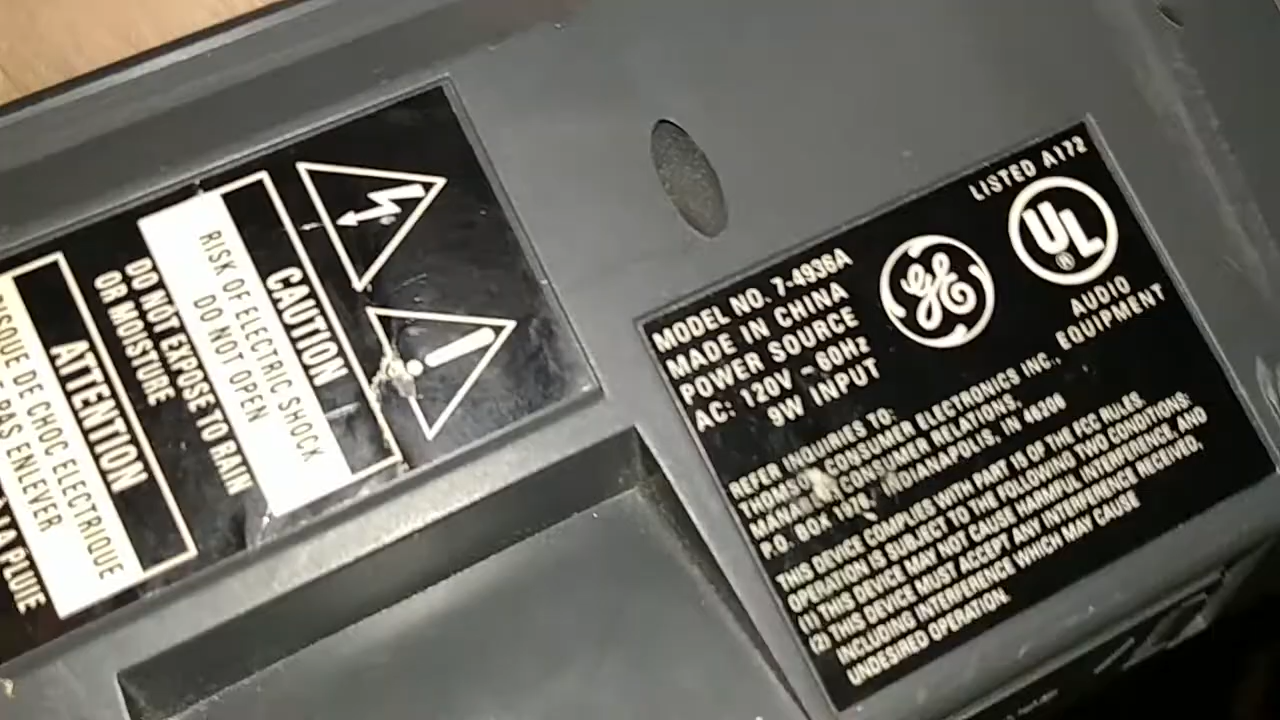 CAUTION
RISK OF ELECTRIC SHOCK
DO NOT OPEN
DO NOT EXPOSE TO RAIN
OR MOISTURE
ATTENTION
RISQUE DE CHOC ELECTRIQUE
PAS ENLEVER
A LA PLUIE
LISTED A172
UL
®
AUDIO
EQUIPMENT
GE
MODEL NO. 7-4936A
MADE IN CHINA
POWER SOURCE
AC: 120V ~ 60Hz
9W INPUT
REFER INQUIRIES TO:
THOMSON CONSUMER ELECTRONICS INC.,
CONSUMER RELATIONS,
P.O. BOX INDIANAPOLIS, IN 46206
THIS DEVICE COMPLIES WITH PART 15 OF THE FCC RULES.
OPERATION IS SUBJECT TO THE FOLLOWING TWO CONDITIONS:
(1) THIS DEVICE MAY NOT CAUSE HARMFUL INTERFERENCE, AND
(2) THIS DEVICE MUST ACCEPT ANY INTERFERENCE RECEIVED,
INCLUDING INTERFERENCE WHICH MAY CAUSE
UNDESIRED OPERATION.